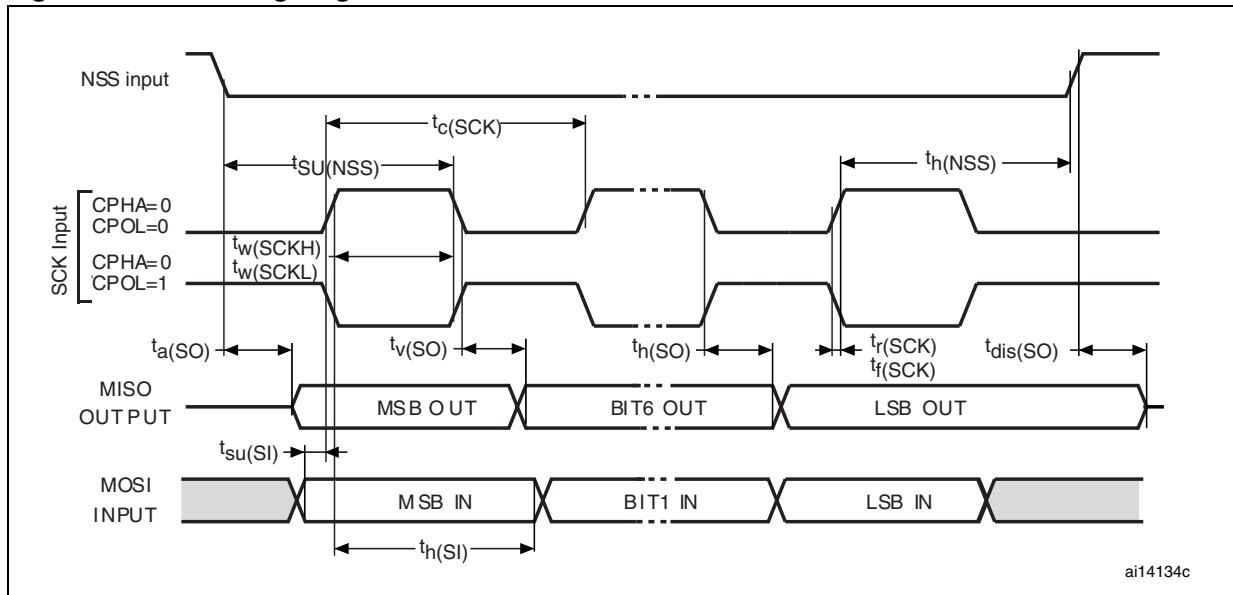 NSS input
tc(SCK)
tSU(NSS)
th(NSS)
SCK Input
CPHA=0
CPOL=0
tw(SCKH)
tw(SCKL)
CPHA=0
CPOL=1
ta(SO)
tv(SO)
th(SO)
tr(SCK)
tf(SCK)
tdis(SO)
MISO
OUTPUT
MSB OUT
BIT6 OUT
LSB OUT
tsu(SI)
MOSI
INPUT
MSB IN
BIT1 IN
LSB IN
th(SI)
ai14134c